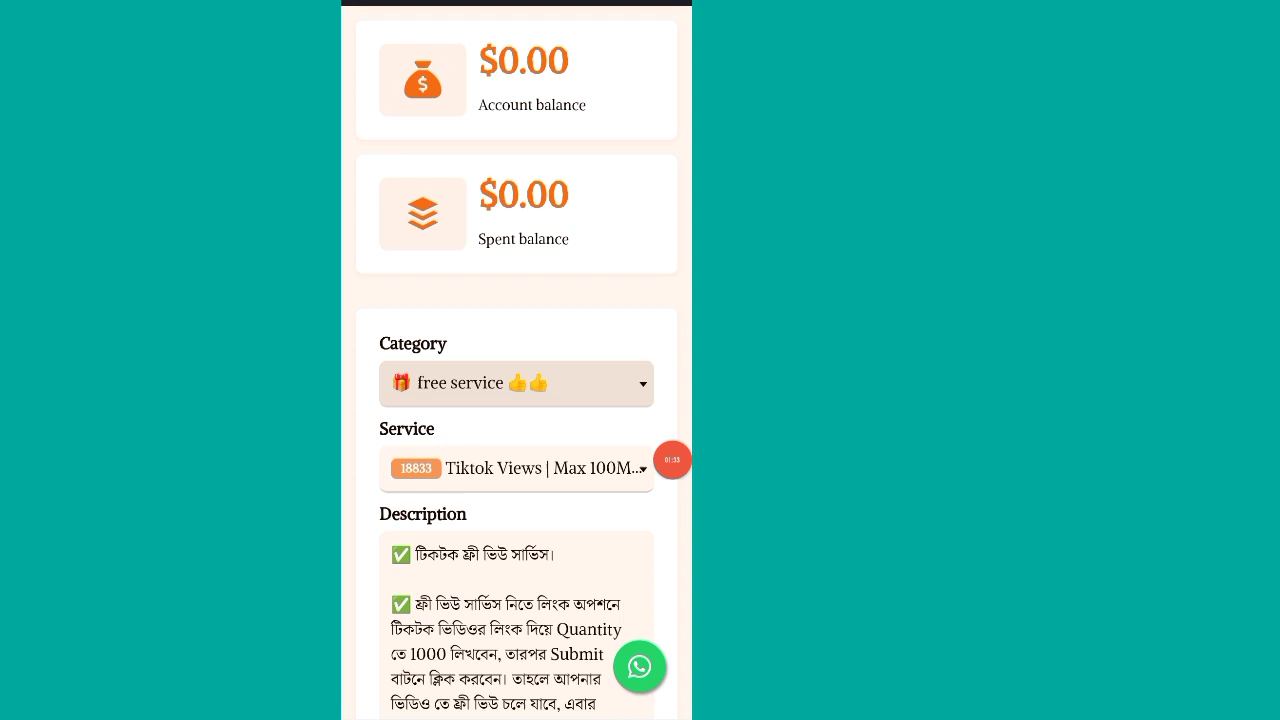 $0.00
Account balance
$0.00
Spent balance
Category
🎁 free service 👍👍
Service
18833 Tiktok Views | Max 100M...
01:33
Description
✅ টিকটক ফ্রী ভিউ সার্ভিস।
✅ ফ্রী ভিউ সার্ভিস নিতে লিংক অপশনে
টিকটক ভিডিওর লিংক দিয়ে Quantity
তে 1000 লিখবেন, তারপর Submit
বাটনে ক্লিক করবেন। তাহলে আপনার
ভিডিও তে ফ্রী ভিউ চলে যাবে, এবার